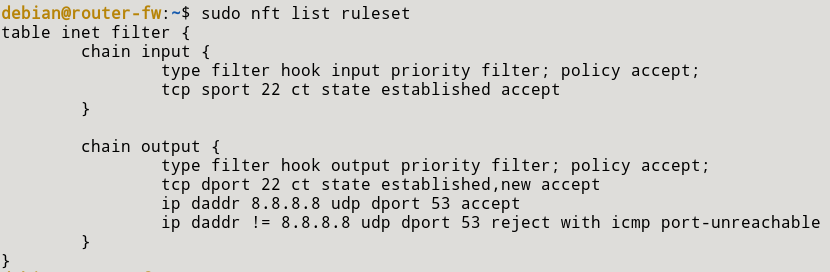 debian@router-fw:~$ sudo nft list ruleset
table inet filter {
        chain input {
                type filter hook input priority filter; policy accept;
                tcp sport 22 ct state established accept
        }

        chain output {
                type filter hook output priority filter; policy accept;
                tcp dport 22 ct state established,new accept
                ip daddr 8.8.8.8 udp dport 53 accept
                ip daddr != 8.8.8.8 udp dport 53 reject with icmp port-unreachable
        }
}